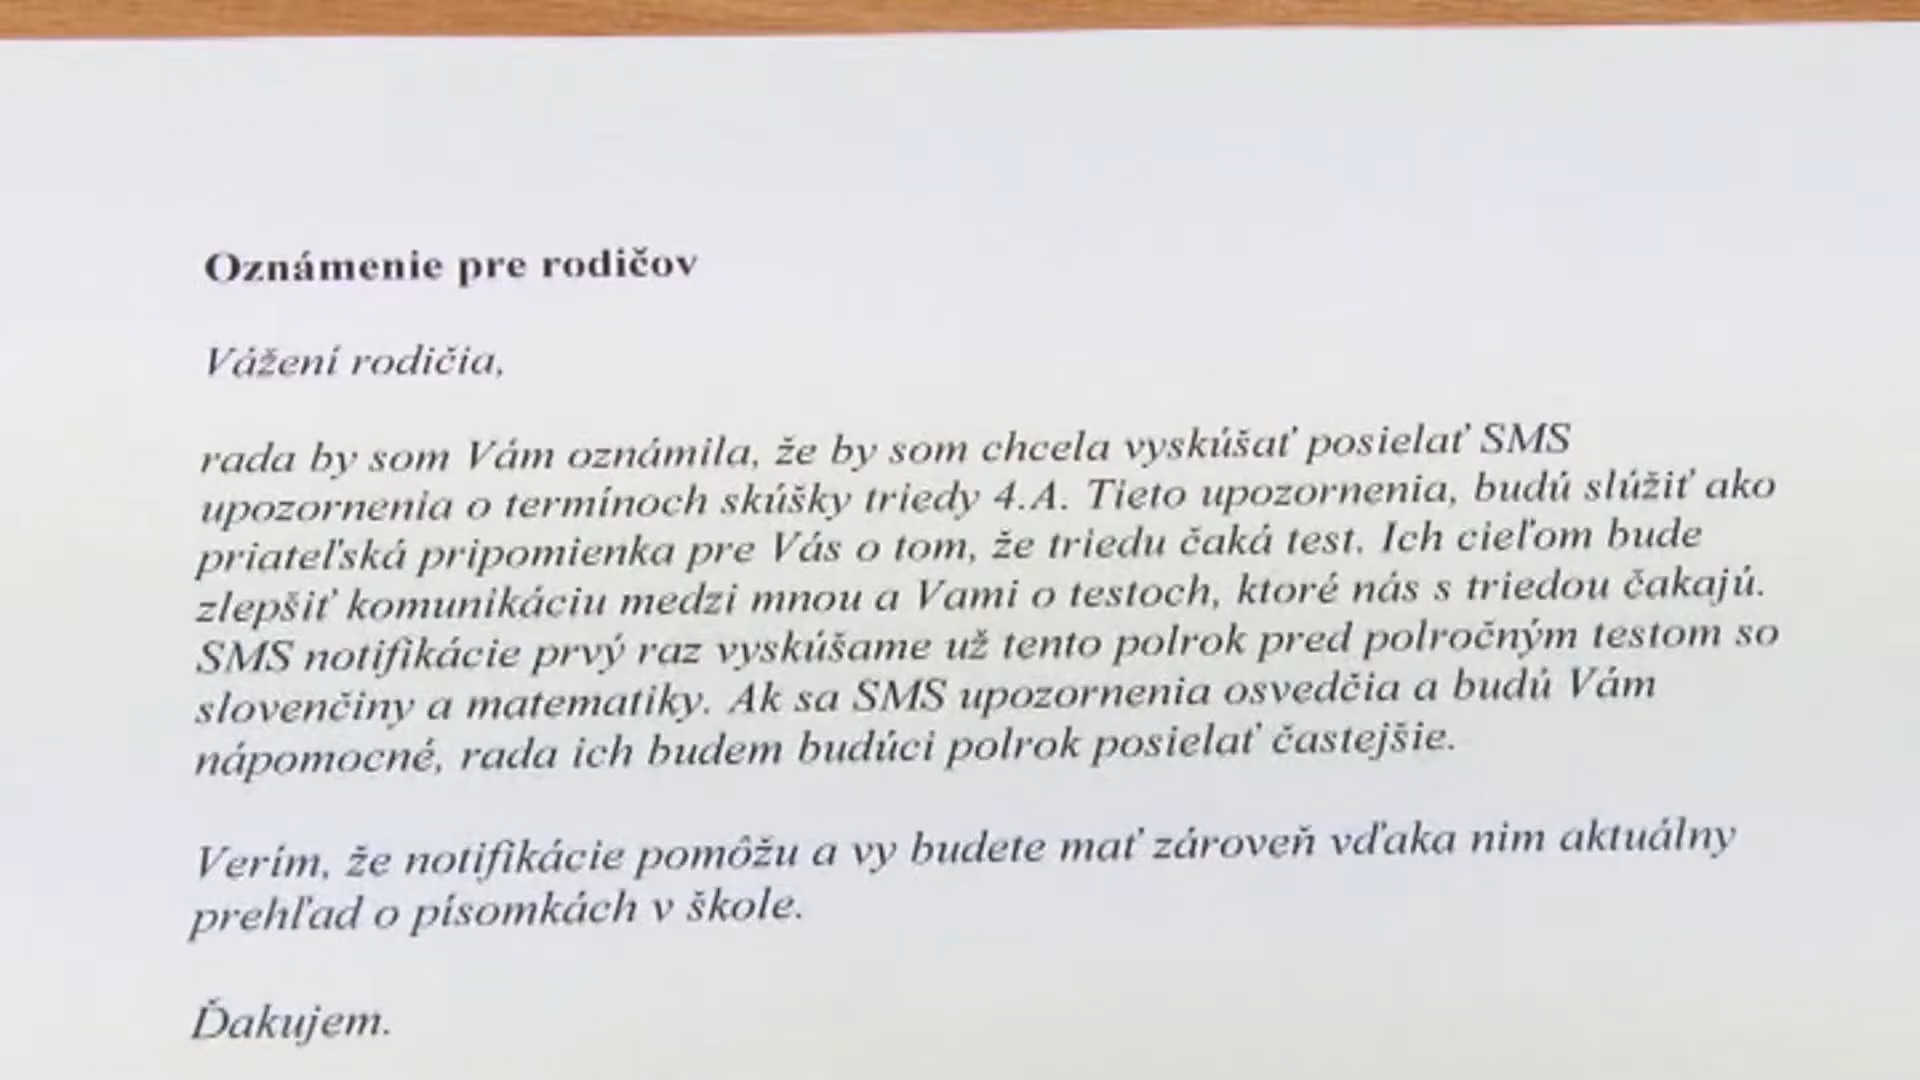 Oznámenie pre rodičov
Vážení rodičia,
rada by som Vám oznámila, že by som chcela vyskúšať posielať SMS
upozornenia o termínoch skúšky triedy 4.A. Tieto upozornenia, budú slúžiť ako
priateľská pripomienka pre Vás o tom, že triedu čaká test. Ich cieľom bude
zlepšiť komunikáciu medzi mnou a Vami o testoch, ktoré nás s triedou čakajú.
SMS notifikácie prvý raz vyskúšame už tento polrok pred polročným testom so
slovenčiny a matematiky. Ak sa SMS upozornenia osvedčia a budú Vám
nápomocné, rada ich budem budúci polrok posielať častejšie.
Verím, že notifikácie pomôžu a vy budete mať zároveň vďaka nim aktuálny
prehľad o písomkách v škole.
Ďakujem.